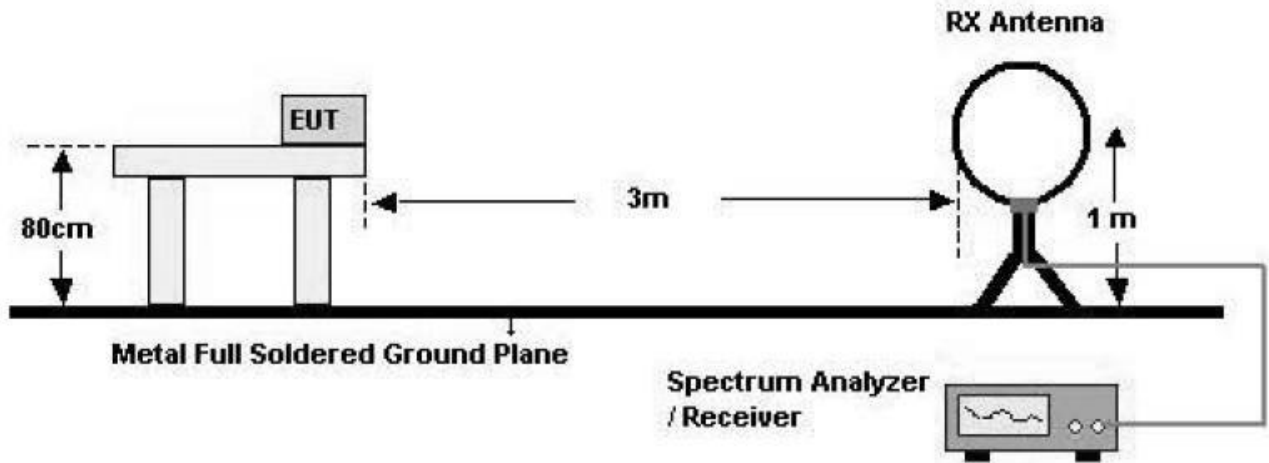 RX Antenna
EUT
80cm
3m
1 m
Metal Full Soldered Ground Plane
Spectrum Analyzer
/ Receiver